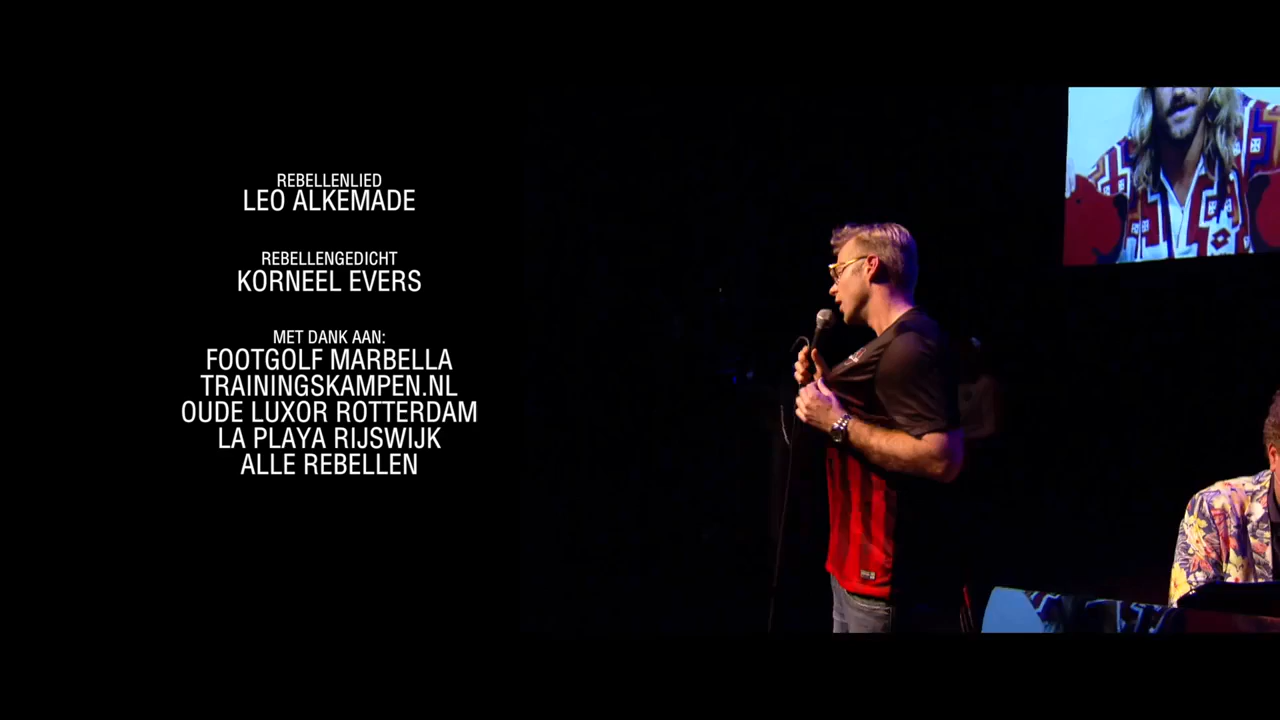 REBELLENLIED
LEO ALKEMADE
REBELLENGEDICHT
KORNEEL EVERS
MET DANK AAN:
FOOTGOLF MARBELLA
TRAININGSKAMPEN.NL
OUDE LUXOR ROTTERDAM
LA PLAYA RIJSWIJK
ALLE REBELLEN